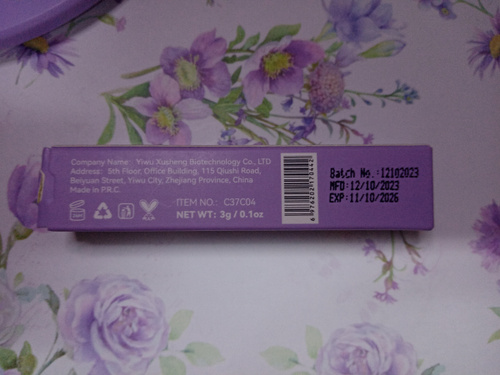 Company Name Yiwu Xusheng Biotechnology Co., LTD
Address: 5th Floor, Office Building, 115 Qiushi Road,
Beiyuan Street, Yiwu City, Zhejiang Province, China
Made in P.R.C.
ITEM NO.: C37C04
NET WT: 3g / 0.1oz
Batch No.:12102023
MFD:12/10/2023
EXP:11/10/2026